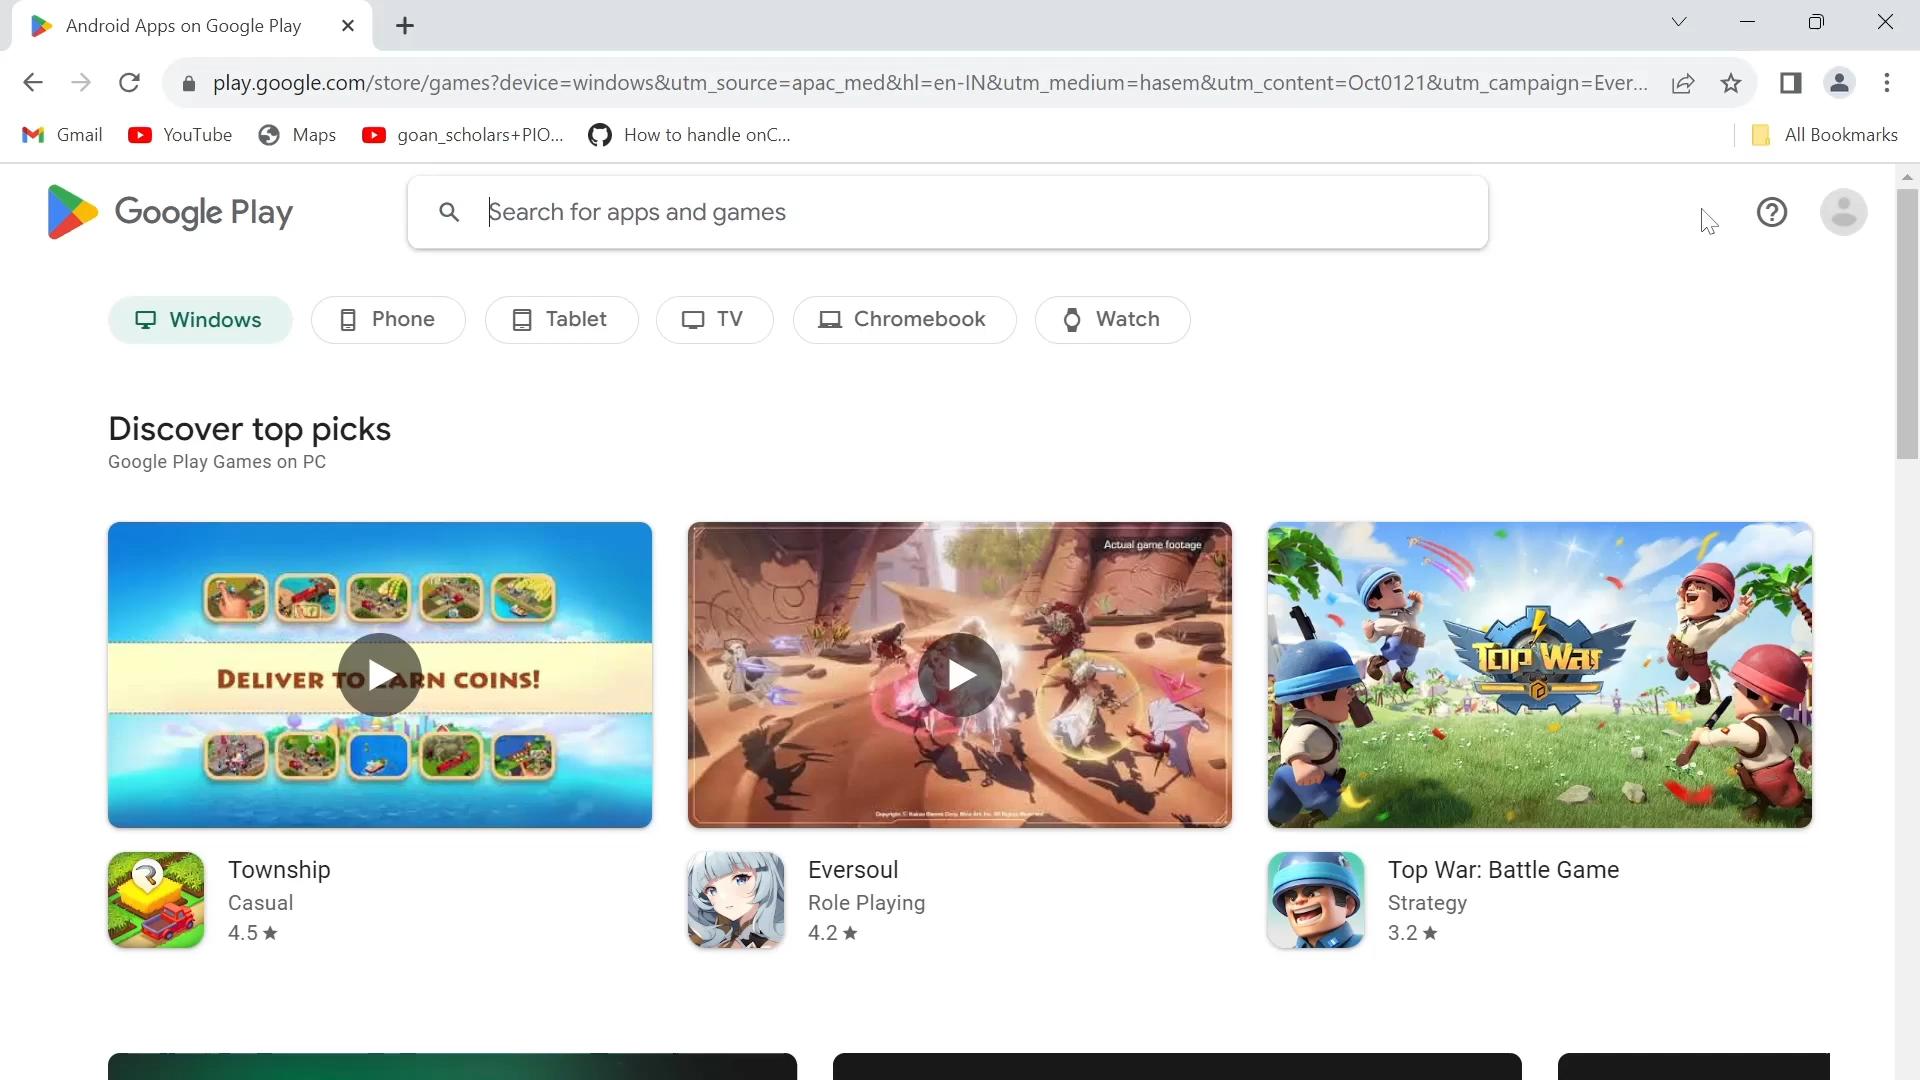 Android Apps on Google Play
play.google.com/store/games?device=windows&utm_source=apac_med&hl=en-IN&utm_medium=hasem&utm_content=Oct0121&utm_campaign=Ever...
Gmail YouTube Maps goan_scholars+PIO... How to handle onC... All Bookmarks
Google Play
Search for apps and games
Windows Phone Tablet TV Chromebook Watch
Discover top picks
Google Play Games on PC
DELIVER TO EARN COINS!
Actual game footage
TOP WAR
Township
Casual
4.5 ★
Eversoul
Role Playing
4.2 ★
Top War: Battle Game
Strategy
3.2 ★